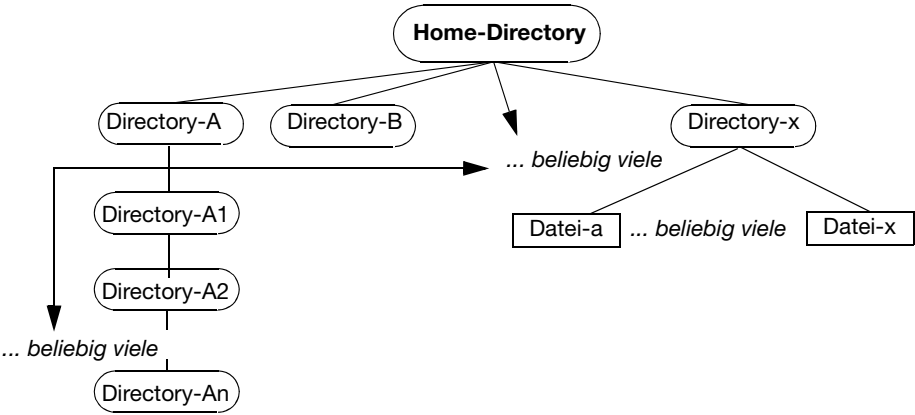 Home-Directory
Directory-A
Directory-B
Directory-x
... beliebig viele
Directory-A1
Datei-a
... beliebig viele
Datei-x
Directory-A2
... beliebig viele
Directory-An